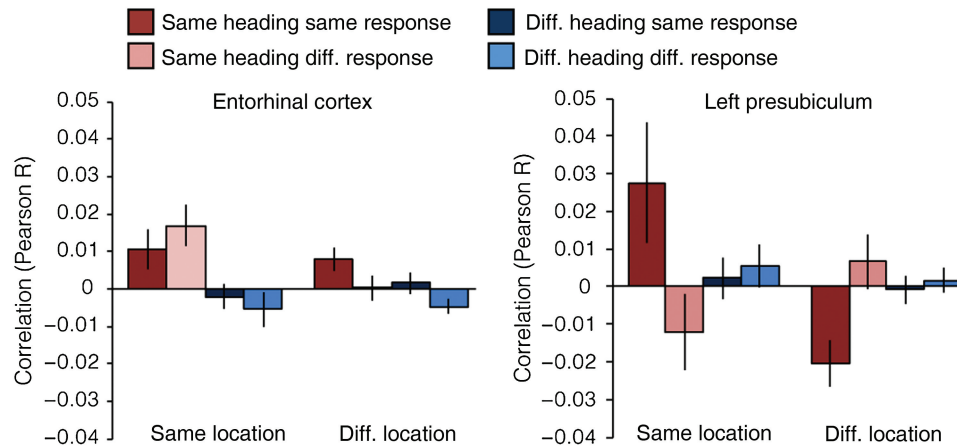 Same heading same response
Diff. heading same response
Same heading diff. response
Diff. heading diff. response
Entorhinal cortex
Correlation (Pearson R)
0.05
0.04
0.03
0.02
0.01
0
−0.01
−0.02
−0.03
−0.04
Same location
Diff. location
Left presubiculum
Correlation (Pearson R)
0.05
0.04
0.03
0.02
0.01
0
−0.01
−0.02
−0.03
−0.04
Same location
Diff. location